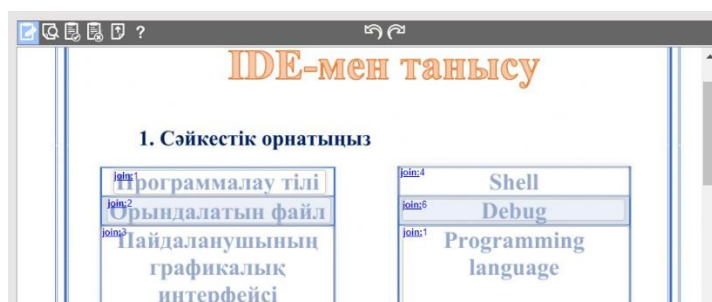 ?
IDE-мен танысу
1. Сәйкестік орнатыңыз
join:1
Программалау тілі
join:2
Орындалатын файл
join:3
Пайдаланушының
графикалық
интерфейсі
join:4
Shell
join:6
Debug
join:1
Programming
language